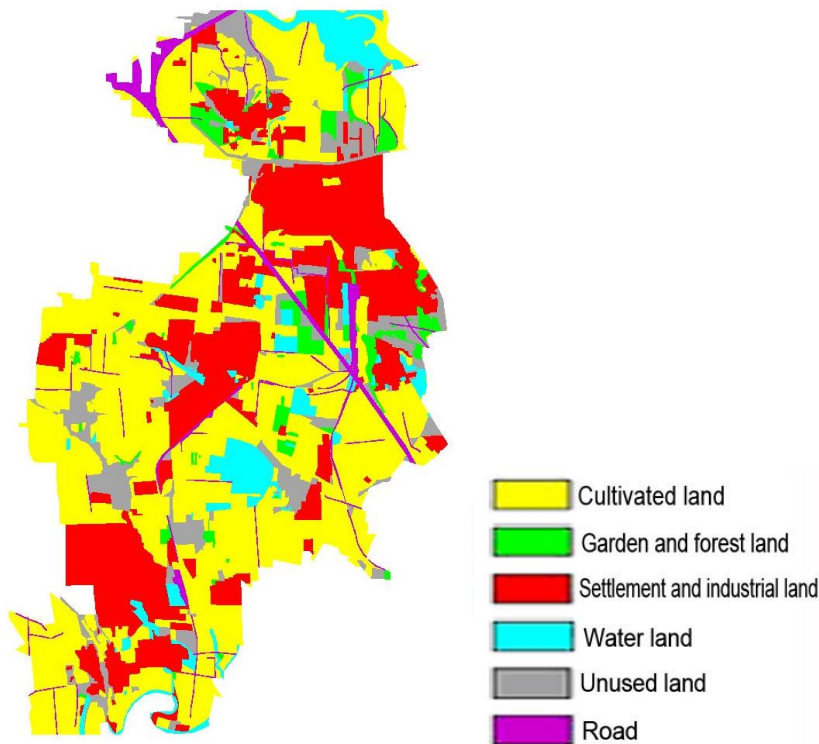 Cultivated land
Garden and forest land
Settlement and industrial land
Water land
Unused land
Road